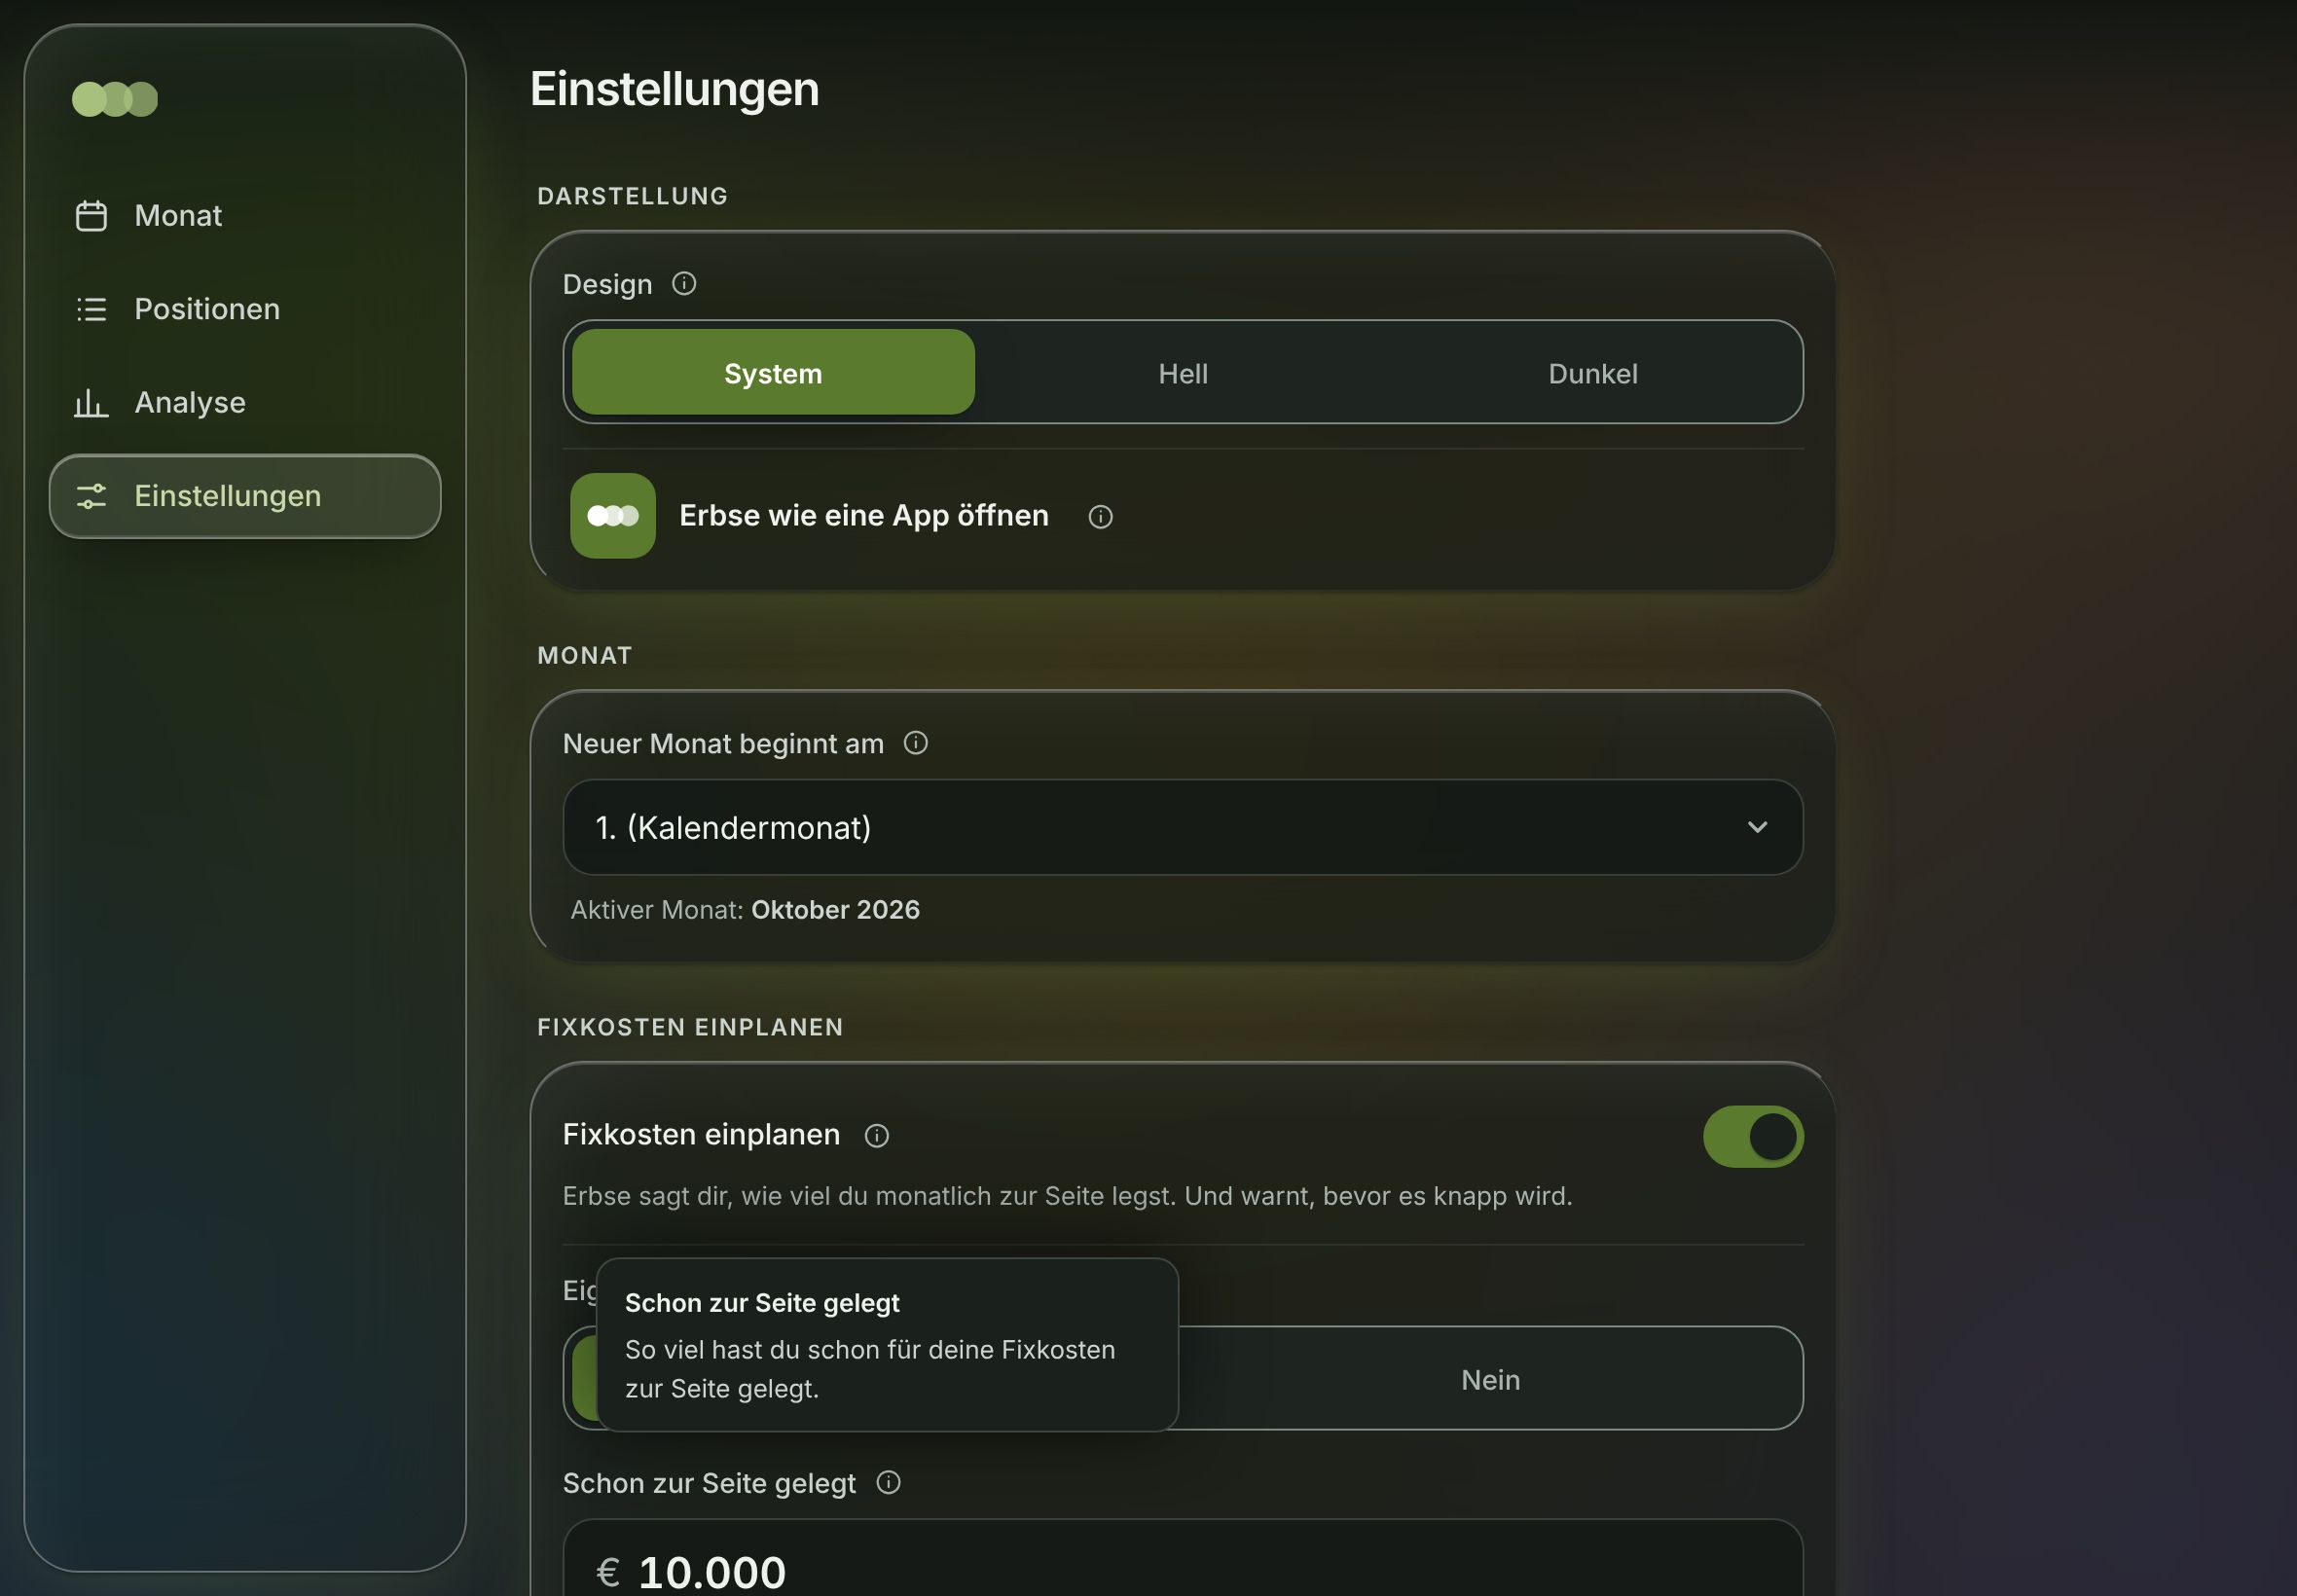 Einstellungen
Monat
Positionen
Analyse
Einstellungen
DARSTELLUNG
Design
System Hell Dunkel
Erbse wie eine App öffnen
MONAT
Neuer Monat beginnt am
1. (Kalendermonat)
Aktiver Monat: Oktober 2026
FIXKOSTEN EINPLANEN
Fixkosten einplanen
Erbse sagt dir, wie viel du monatlich zur Seite legst. Und warnt, bevor es knapp wird.
Schon zur Seite gelegt
So viel hast du schon für deine Fixkosten
zur Seite gelegt.
Nein
Schon zur Seite gelegt
€ 10.000